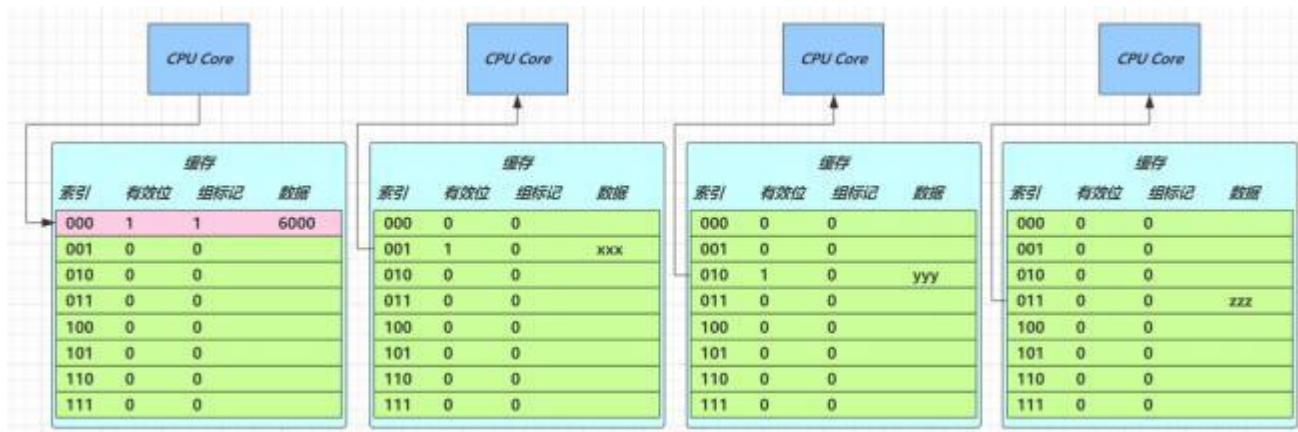 CPU Core CPU Core CPU Core CPU Core
缓存 缓存 缓存 缓存
索引 有效位 组标记 数据 索引 有效位 组标记 数据 索引 有效位 组标记 数据 索引 有效位 组标记 数据
000 1 1 6000 000 0 0 000 0 0 000 0 0
001 0 0 001 1 0 xxx 001 0 0 001 0 0
010 0 0 010 0 0 010 1 0 yyy 010 0 0
011 0 0 011 0 0 011 0 0 011 0 0 zzz
100 0 0 100 0 0 100 0 0 100 0 0
101 0 0 101 0 0 101 0 0 101 0 0
110 0 0 110 0 0 110 0 0 110 0 0
111 0 0 111 0 0 111 0 0 111 0 0